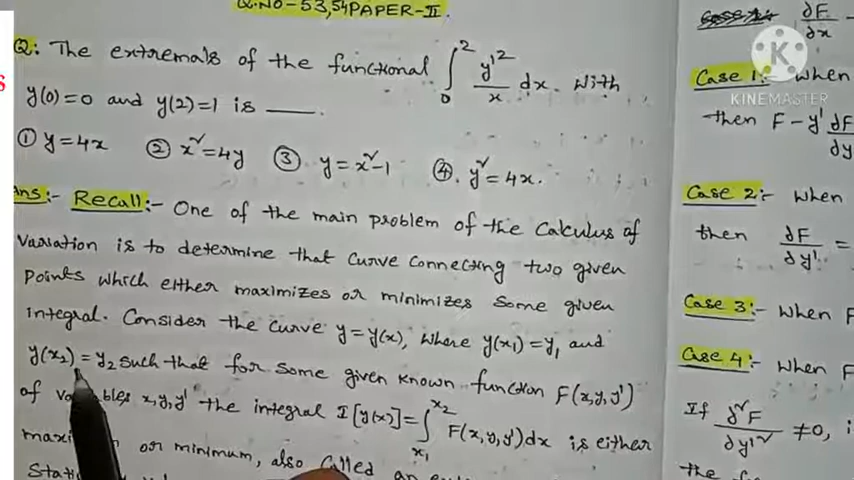 Q.NO-53,54 PAPER-II.
Q: The extremals of the functional ∫₀² y'²/x dx. with
y(0)=0 and y(2)=1 is ____
① y=4x ② x²=4y ③ y=x²-1 ④. y²=4x.
Ans:- Recall:- One of the main problem of the calculus of
Variation is to determine that curve connecting two given
points which either maximizes or minimizes some given
integral. Consider the curve y=y(x), where y(x₁)=y₁ and
y(x₂)=y₂ such that for some given known function F(x,y,y')
of variables x,y,y' the integral I[y(x)]=∫ₓ₁ˣ² F(x,y,y')dx is either
or minimum, also called an
∂F/∂x -
Case 1:- When
then F-y' ∂F/∂y'
Case 2:- when
then ∂F/∂y' =
Case 3:- when F
Case 4:- when F
If ∂²F/∂y'² ≠0, i
the
KINEMASTER